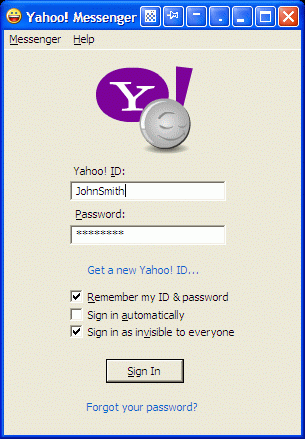 Yahoo! Messenger
Messenger Help
Y!
Yahoo! ID:
JohnSmith
Password:
********
Get a new Yahoo! ID...
Remember my ID & password
Sign in automatically
Sign in as invisible to everyone
Sign In
Forgot your password?